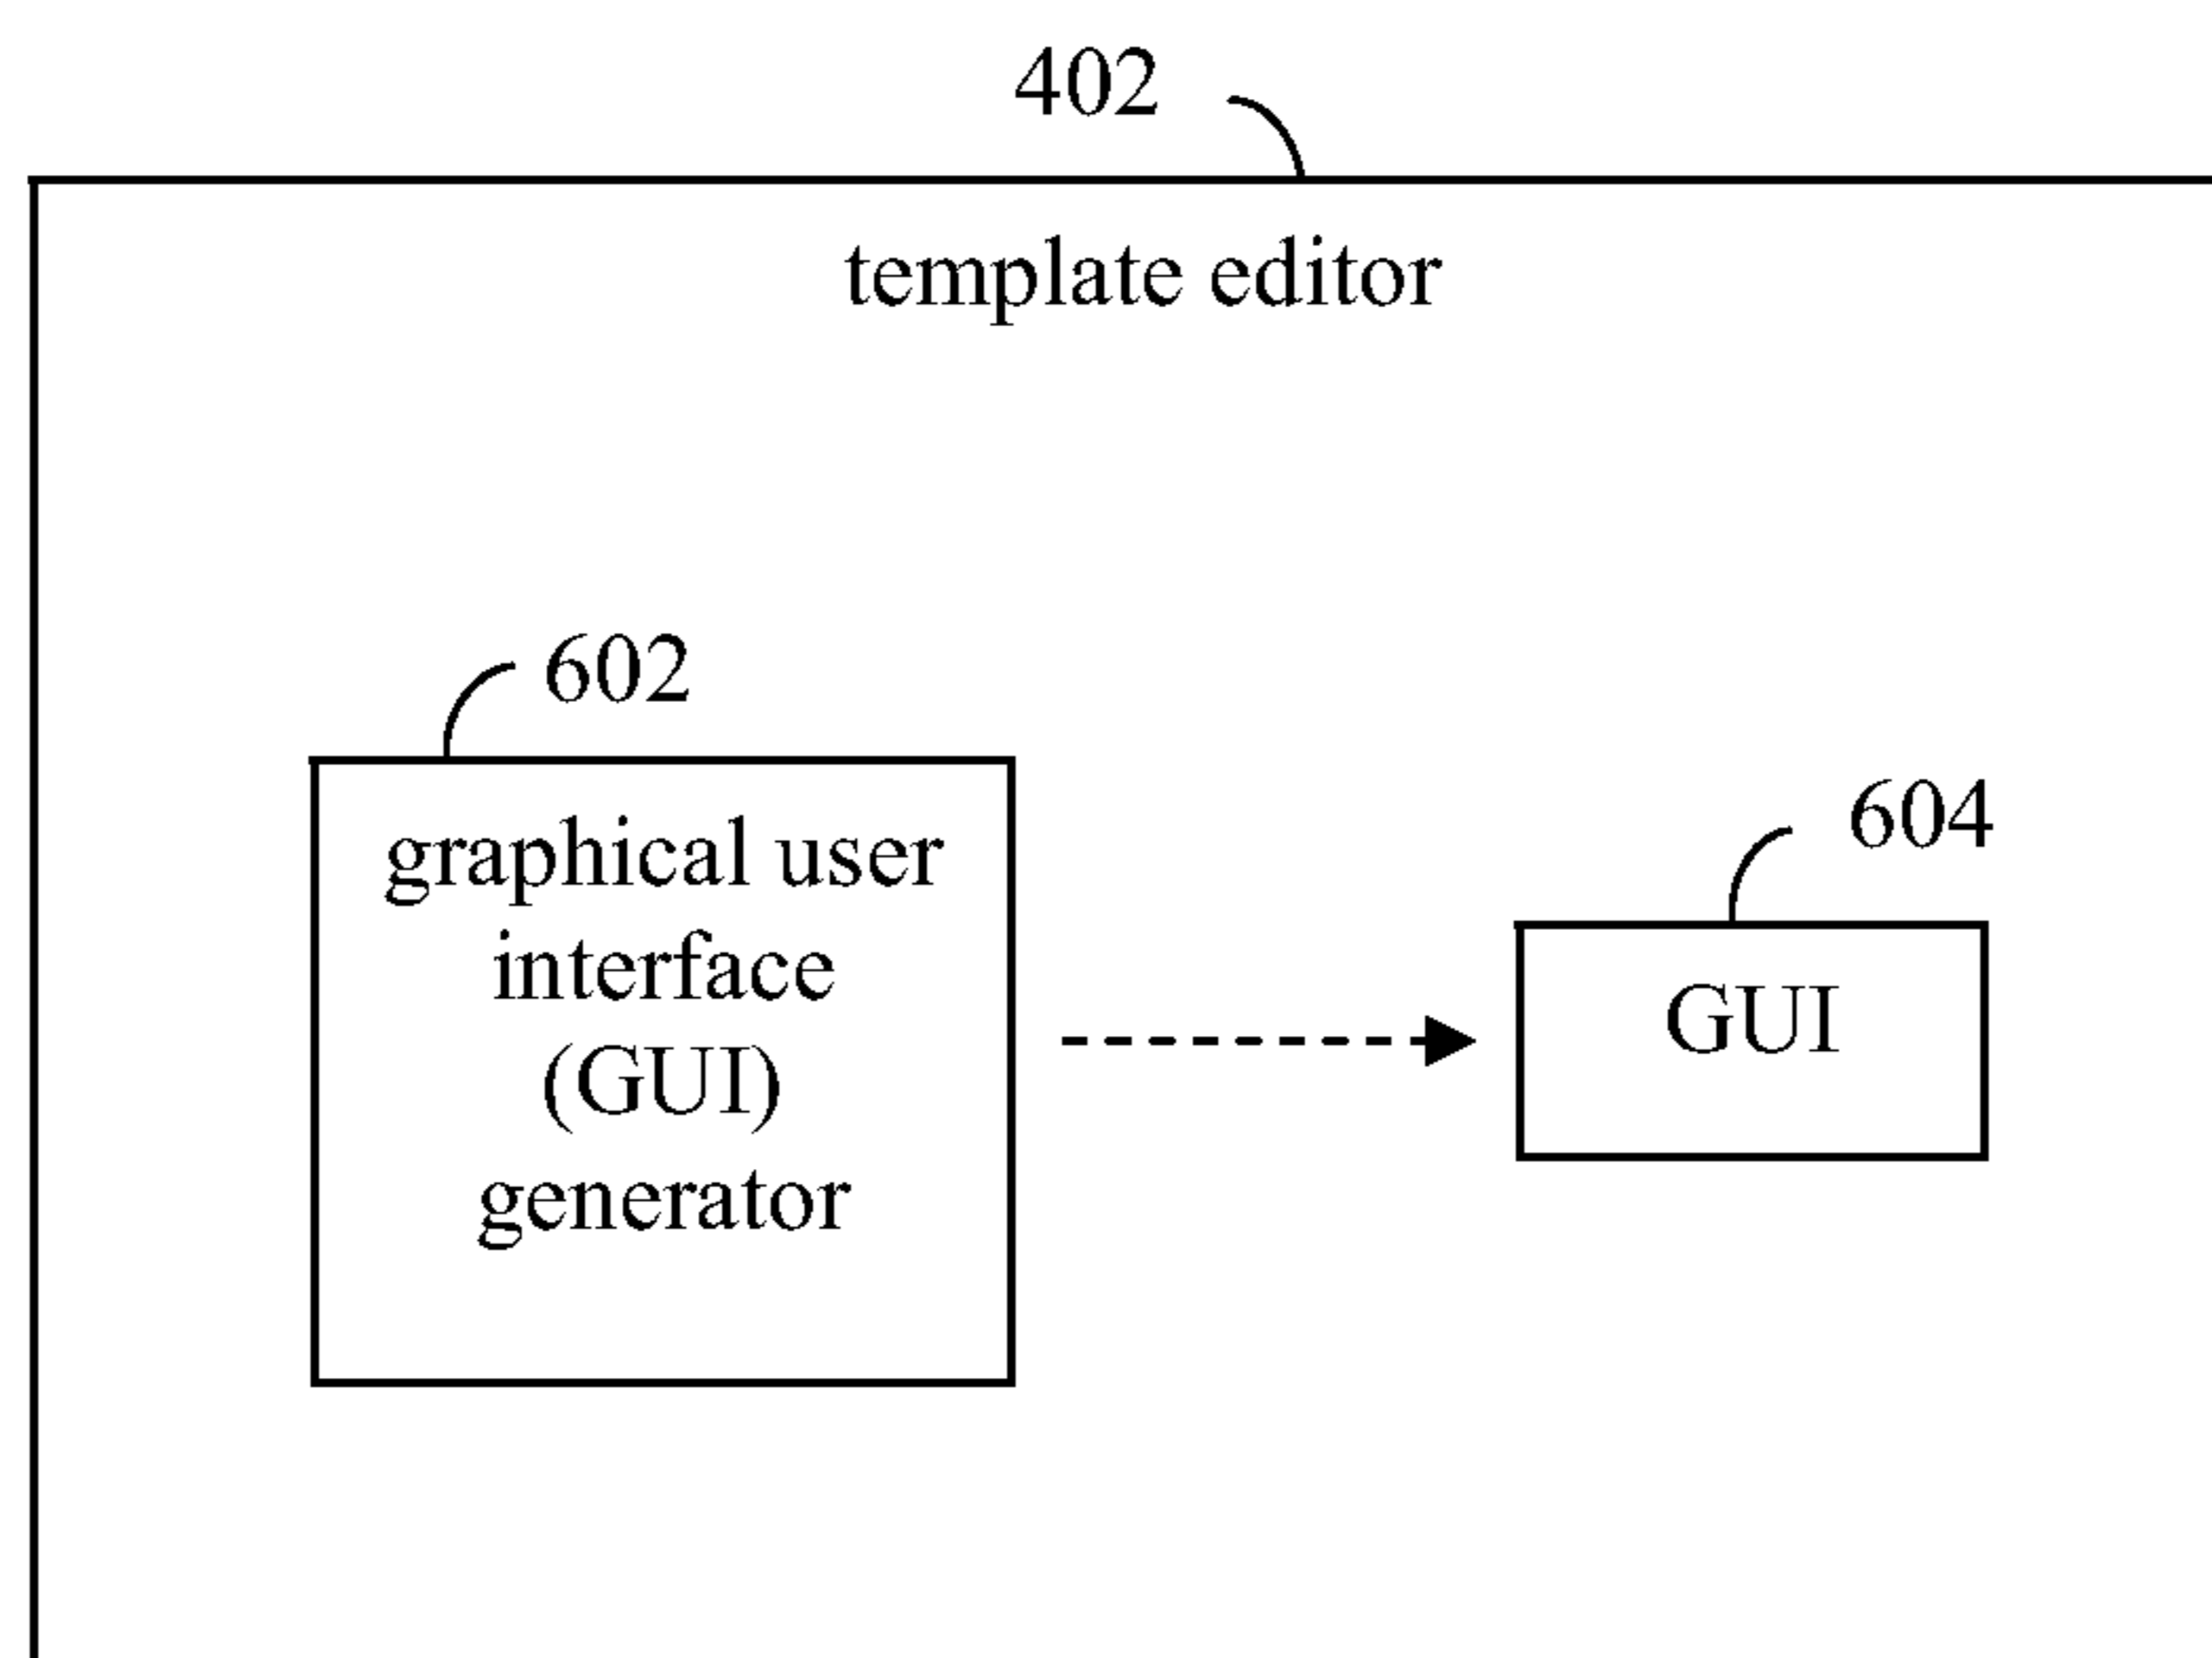 402
template editor
602
graphical user
interface
(GUI)
generator
604
GUI